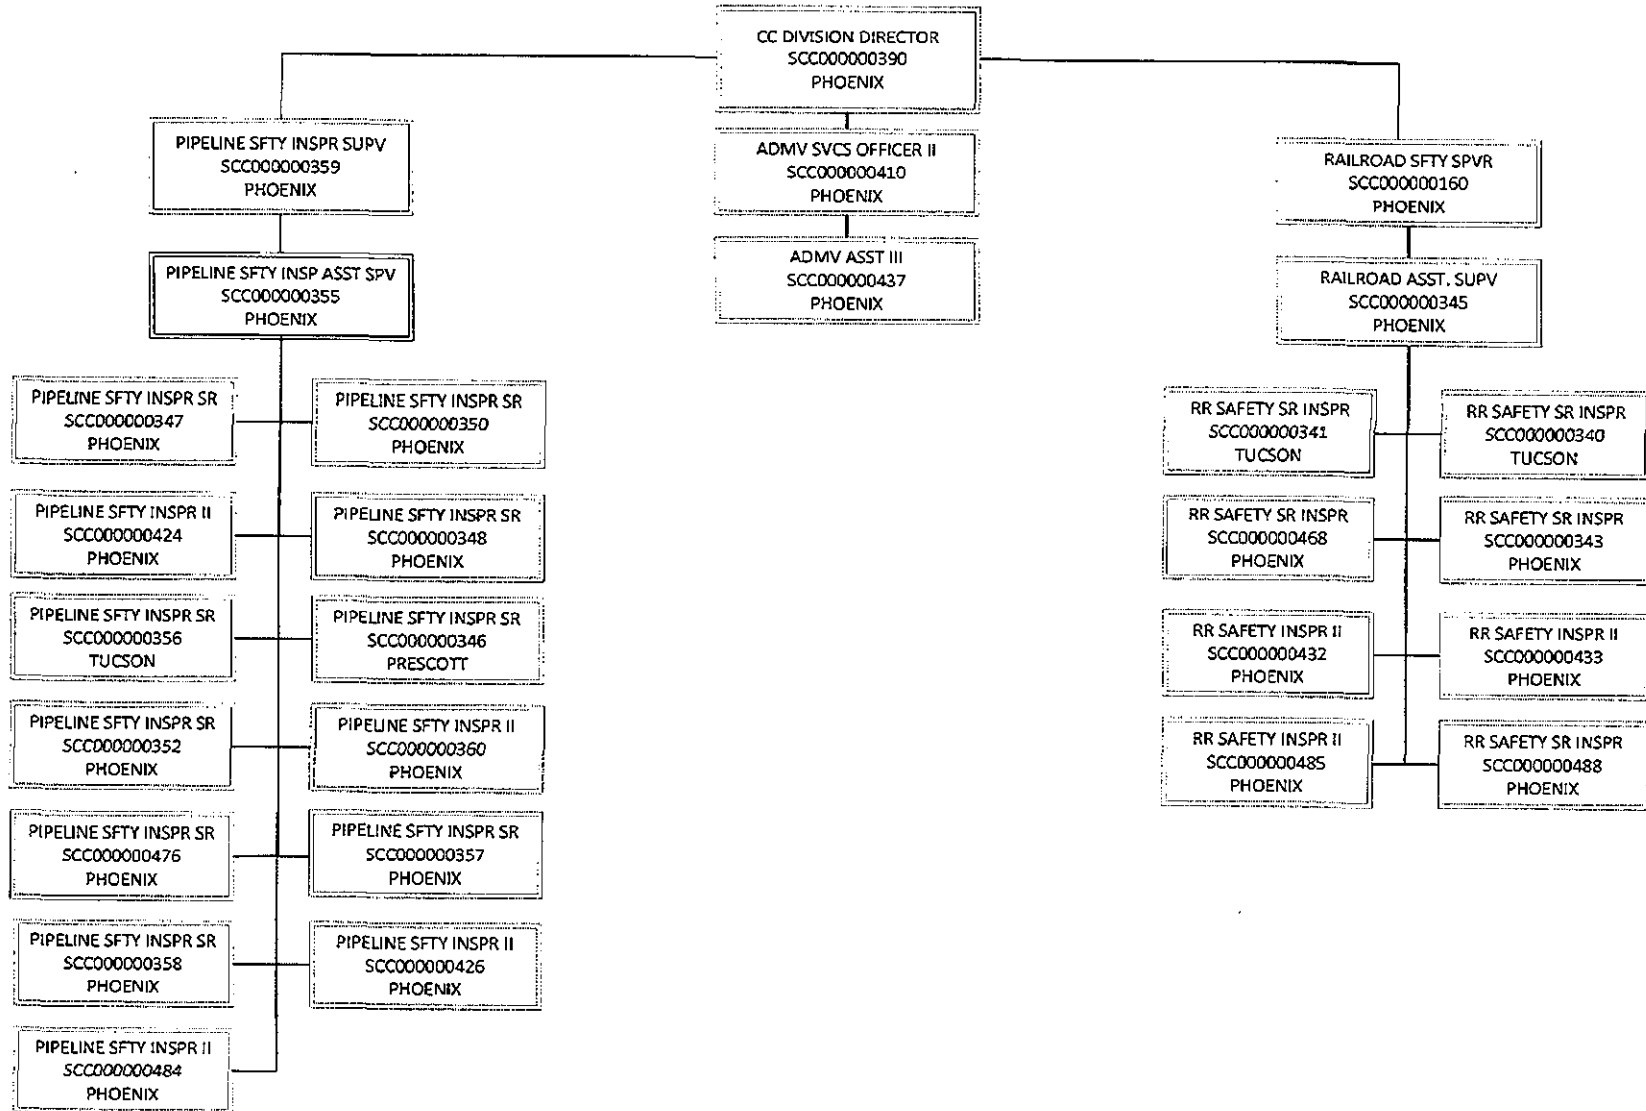 CC DIVISION DIRECTOR
SCC000000390
PHOENIX
PIPELINE SFTY INSPR SUPV
SCC000000359
PHOENIX
PIPELINE SFTY INSP ASST SPV
SCC000000355
PHOENIX
PIPELINE SFTY INSPR SR
SCC000000347
PHOENIX
PIPELINE SFTY INSPR SR
SCC000000350
PHOENIX
PIPELINE SFTY INSPR II
SCC000000424
PHOENIX
PIPELINE SFTY INSPR SR
SCC000000348
PHOENIX
PIPELINE SFTY INSPR SR
SCC000000356
TUCSON
PIPELINE SFTY INSPR SR
SCC000000346
PRESCOTT
PIPELINE SFTY INSPR SR
SCC000000352
PHOENIX
PIPELINE SFTY INSPR II
SCC000000360
PHOENIX
PIPELINE SFTY INSPR SR
SCC000000476
PHOENIX
PIPELINE SFTY INSPR SR
SCC000000357
PHOENIX
PIPELINE SFTY INSPR SR
SCC000000358
PHOENIX
PIPELINE SFTY INSPR II
SCC000000426
PHOENIX
PIPELINE SFTY INSPR II
SCC000000484
PHOENIX
ADMV SVCS OFFICER II
SCC000000410
PHOENIX
ADMV ASST III
SCC000000437
PHOENIX
RAILROAD SFTY SPVR
SCC000000160
PHOENIX
RAILROAD ASST. SUPV
SCC000000345
PHOENIX
RR SAFETY SR INSPR
SCC000000341
TUCSON
RR SAFETY SR INSPR
SCC000000340
TUCSON
RR SAFETY SR INSPR
SCC000000468
PHOENIX
RR SAFETY SR INSPR
SCC000000343
PHOENIX
RR SAFETY INSPR II
SCC000000432
PHOENIX
RR SAFETY INSPR II
SCC000000433
PHOENIX
RR SAFETY INSPR II
SCC000000485
PHOENIX
RR SAFETY SR INSPR
SCC000000488
PHOENIX